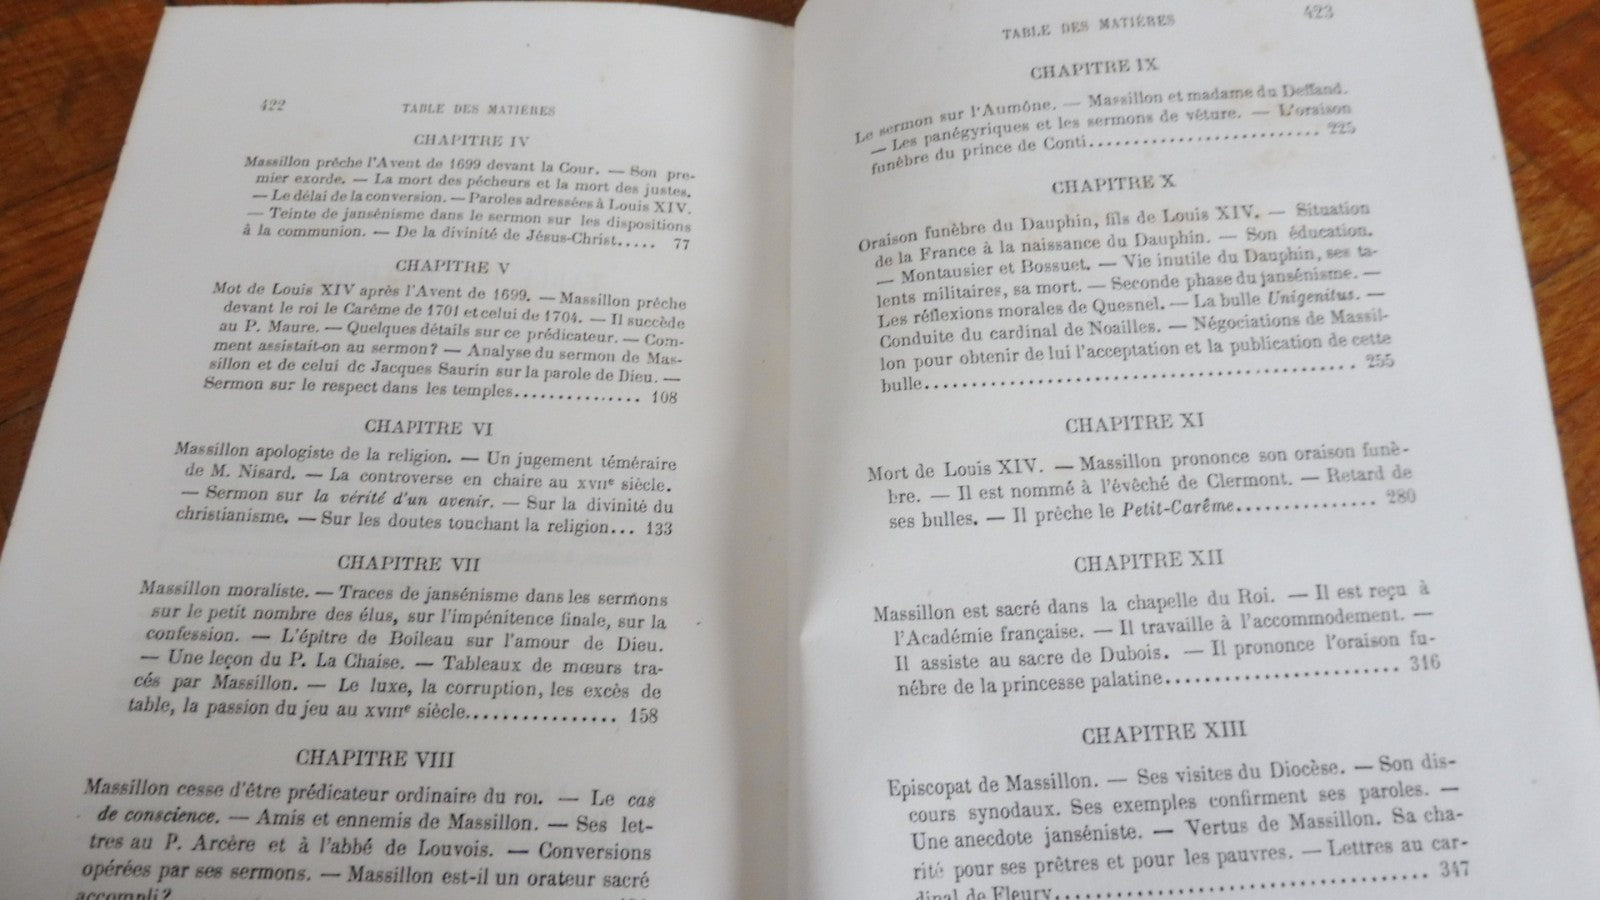 422 TABLE DES MATIÈRES
CHAPITRE IV
Massillon prêche l'Avent de 1699 devant la Cour. — Son pre-
mier exorde. — La mort des pécheurs et la mort des justes.
— Le délai de la conversion. — Paroles adressées à Louis XIV.
— Teinte de jansénisme dans le sermon sur les dispositions
à la communion. — De la divinité de Jésus-Christ..... 77
CHAPITRE V
Mot de Louis XIV après l'Avent de 1699. — Massillon prêche
devant le roi le Carême de 1701 et celui de 1704. — Il succède
au P. Maure. — Quelques détails sur ce prédicateur. — Com-
ment assistait-on au sermon? — Analyse du sermon de Mas-
sillon et de celui de Jacques Saurin sur la parole de Dieu. —
Sermon sur le respect dans les temples............... 108
CHAPITRE VI
Massillon apologiste de la religion. — Un jugement téméraire
de M. Nisard. — La controverse en chaire au XVIIe siècle.
— Sermon sur la vérité d'un avenir. — Sur la divinité du
christianisme. — Sur les doutes touchant la religion... 133
CHAPITRE VII
Massillon moraliste. — Traces de jansénisme dans les sermons
sur le petit nombre des élus, sur l'impénitence finale, sur la
confession. — L'épitre de Boileau sur l'amour de Dieu.
— Une leçon du P. La Chaise. — Tableaux de mœurs tra-
cés par Massillon. — Le luxe, la corruption, les excès de
table, la passion du jeu au XVIIIe siècle................ 158
CHAPITRE VIII
Massillon cesse d'être prédicateur ordinaire du roi. — Le cas
de conscience. — Amis et ennemis de Massillon. — Ses let-
tres au P. Arcère et à l'abbé de Louvois. — Conversions
opérées par ses sermons. — Massillon est-il un orateur sacré
accompli?
TABLE DES MATIÈRES 423
CHAPITRE IX
Le sermon sur l'Aumône. — Massillon et madame du Deffand.
— Les panégyriques et les sermons de vêture. — L'oraison
funèbre du prince de Conti........................ 225
CHAPITRE X
Oraison funèbre du Dauphin, fils de Louis XIV. — Situation
de la France à la naissance du Dauphin. — Son éducation.
— Montausier et Bossuet. — Vie inutile du Dauphin, ses ta-
lents militaires, sa mort. — Seconde phase du jansénisme. —
Les réflexions morales de Quesnel. — La bulle Unigenitus. —
Conduite du cardinal de Noailles. — Négociations de Massil-
lon pour obtenir de lui l'acceptation et la publication de cette
bulle............................................. 255
CHAPITRE XI
Mort de Louis XIV. — Massillon prononce son oraison funè-
bre. — Il est nommé à l'évêché de Clermont. — Retard de
ses bulles. — Il prêche le Petit-Carême............... 280
CHAPITRE XII
Massillon est sacré dans la chapelle du Roi. — Il est reçu à
l'Académie française. — Il travaille à l'accommodement. —
Il assiste au sacre de Dubois. — Il prononce l'oraison fu-
nébre de la princesse palatine........................ 316
CHAPITRE XIII
Episcopat de Massillon. — Ses visites du Diocèse. — Son dis-
cours synodaux. Ses exemples confirment ses paroles. —
Une anecdote janséniste. — Vertus de Massillon. Sa cha-
rité pour ses prêtres et pour les pauvres. — Lettres au car-
dinal de Fleury.................................... 347